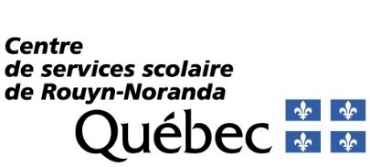 Centre
de services scolaire
de Rouyn-Noranda
Québec